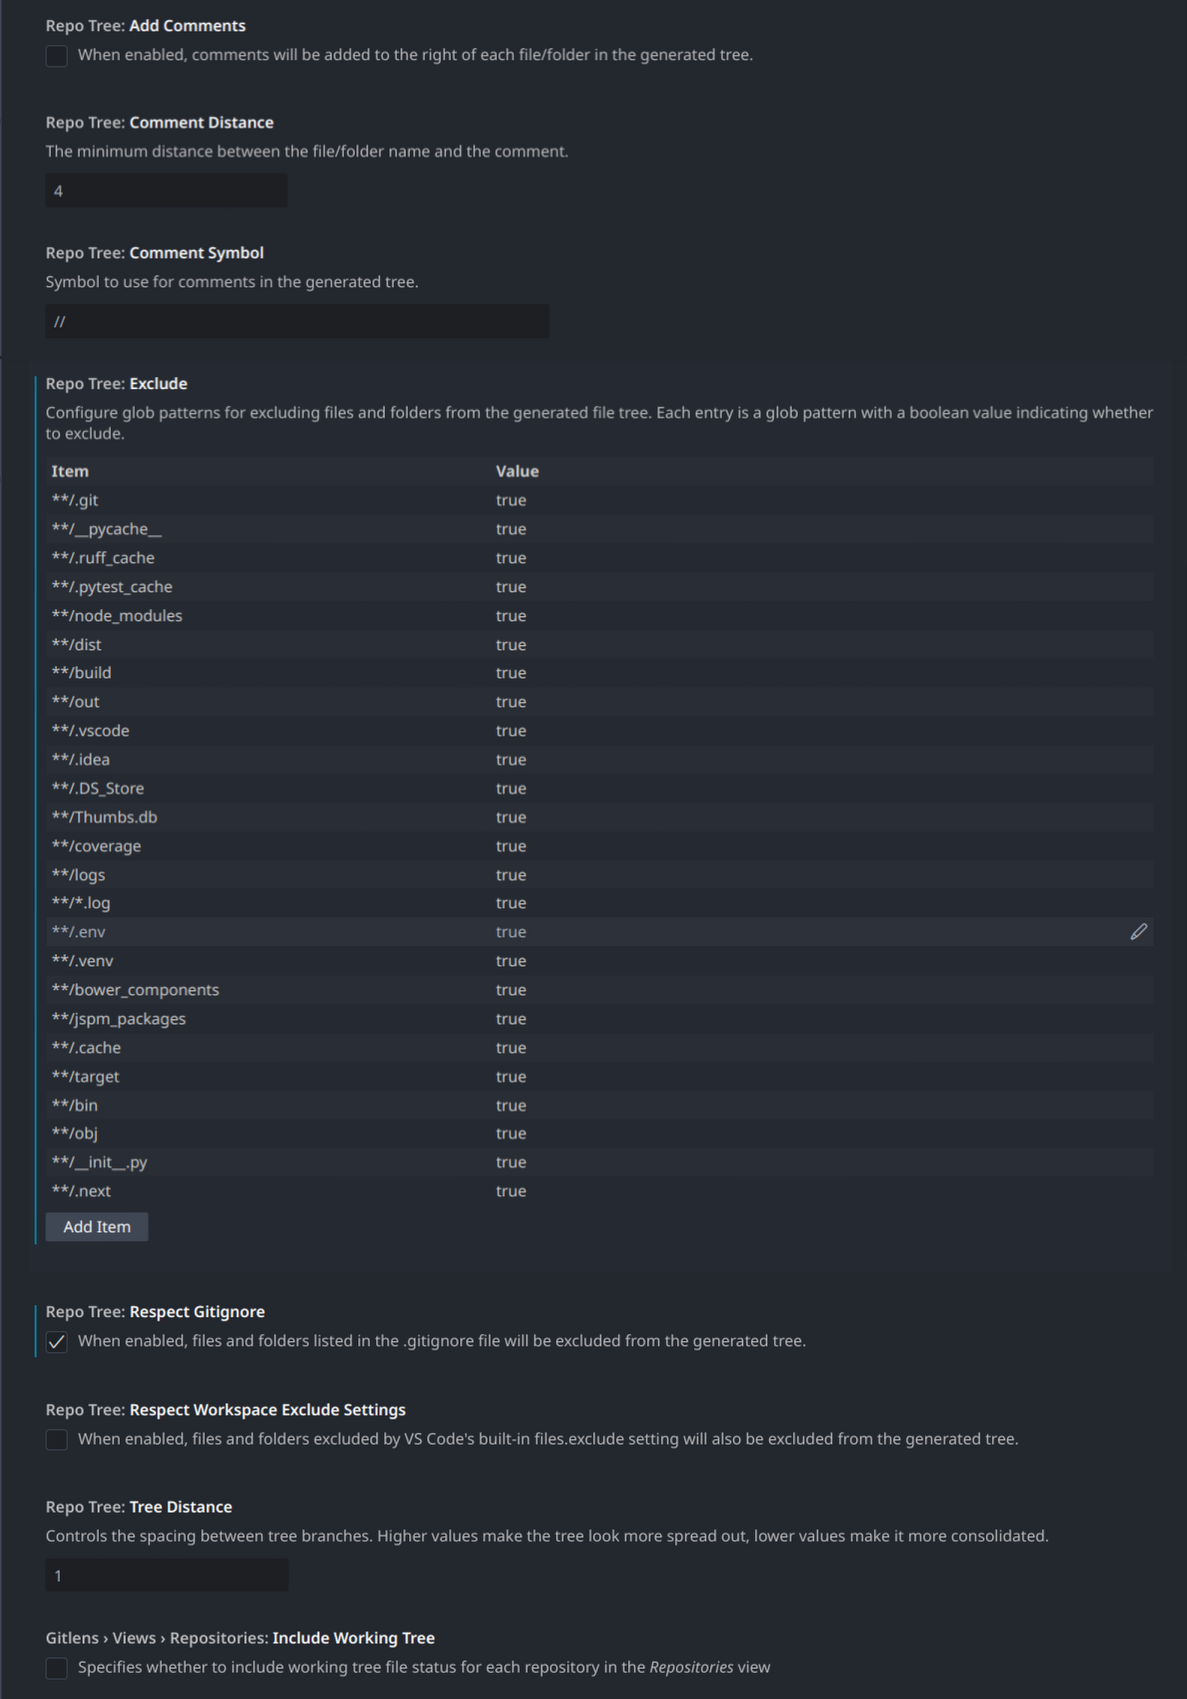 Repo Tree: Add Comments
When enabled, comments will be added to the right of each file/folder in the generated tree.
Repo Tree: Comment Distance
The minimum distance between the file/folder name and the comment.
4
Repo Tree: Comment Symbol
Symbol to use for comments in the generated tree.
//
Repo Tree: Exclude
Configure glob patterns for excluding files and folders from the generated file tree. Each entry is a glob pattern with a boolean value indicating whether
to exclude.
Item Value
**/.git true
**/__pycache__ true
**/.ruff_cache true
**/.pytest_cache true
**/node_modules true
**/dist true
**/build true
**/out true
**/.vscode true
**/.idea true
**/.DS_Store true
**/Thumbs.db true
**/coverage true
**/logs true
**/*.log true
**/.env true
**/.venv true
**/bower_components true
**/jspm_packages true
**/.cache true
**/target true
**/bin true
**/obj true
**/__init__.py true
**/.next true
Add Item
Repo Tree: Respect Gitignore
When enabled, files and folders listed in the .gitignore file will be excluded from the generated tree.
Repo Tree: Respect Workspace Exclude Settings
When enabled, files and folders excluded by VS Code's built-in files.exclude setting will also be excluded from the generated tree.
Repo Tree: Tree Distance
Controls the spacing between tree branches. Higher values make the tree look more spread out, lower values make it more consolidated.
1
Gitlens › Views › Repositories: Include Working Tree
Specifies whether to include working tree file status for each repository in the Repositories view